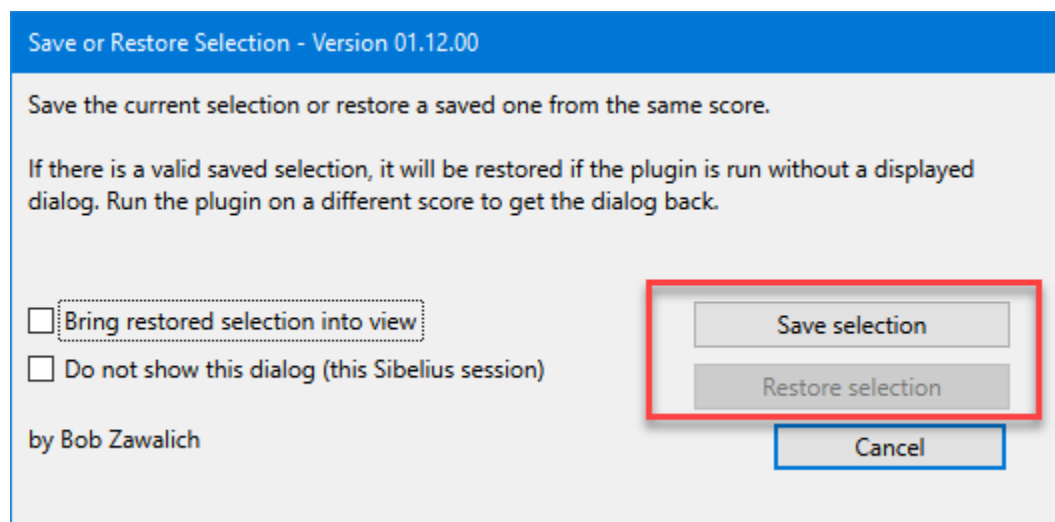 Save or Restore Selection - Version 01.12.00
Save the current selection or restore a saved one from the same score.
If there is a valid saved selection, it will be restored if the plugin is run without a displayed
dialog. Run the plugin on a different score to get the dialog back.
Bring restored selection into view
Save selection
Do not show this dialog (this Sibelius session)
Restore selection
by Bob Zawalich
Cancel